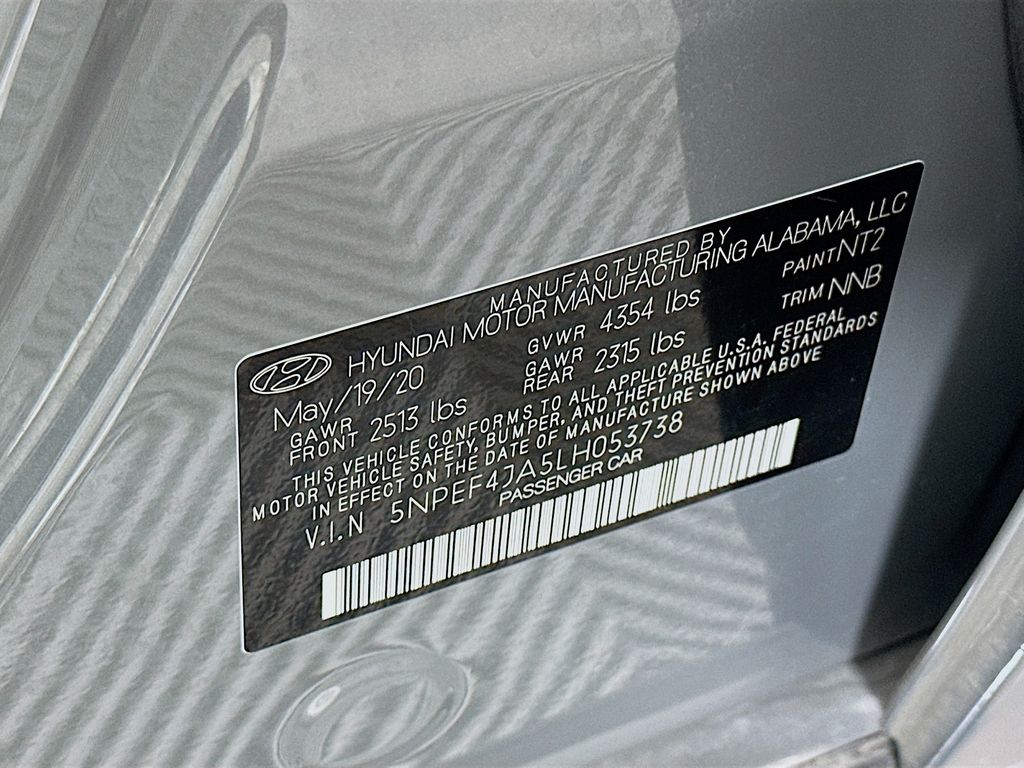 MANUFACTURED BY
HYUNDAI MOTOR MANUFACTURING ALABAMA, LLC
May/19/20 GVWR 4354 lbs PAINT NT2
GAWR FRONT 2513 lbs GAWR REAR 2315 lbs TRIM NNB
THIS VEHICLE CONFORMS TO ALL APPLICABLE U.S.A. FEDERAL
MOTOR VEHICLE SAFETY, BUMPER, AND THEFT PREVENTION STANDARDS
IN EFFECT ON THE DATE OF MANUFACTURE SHOWN ABOVE
V.I.N 5NPEF4JA5LH053738
PASSENGER CAR